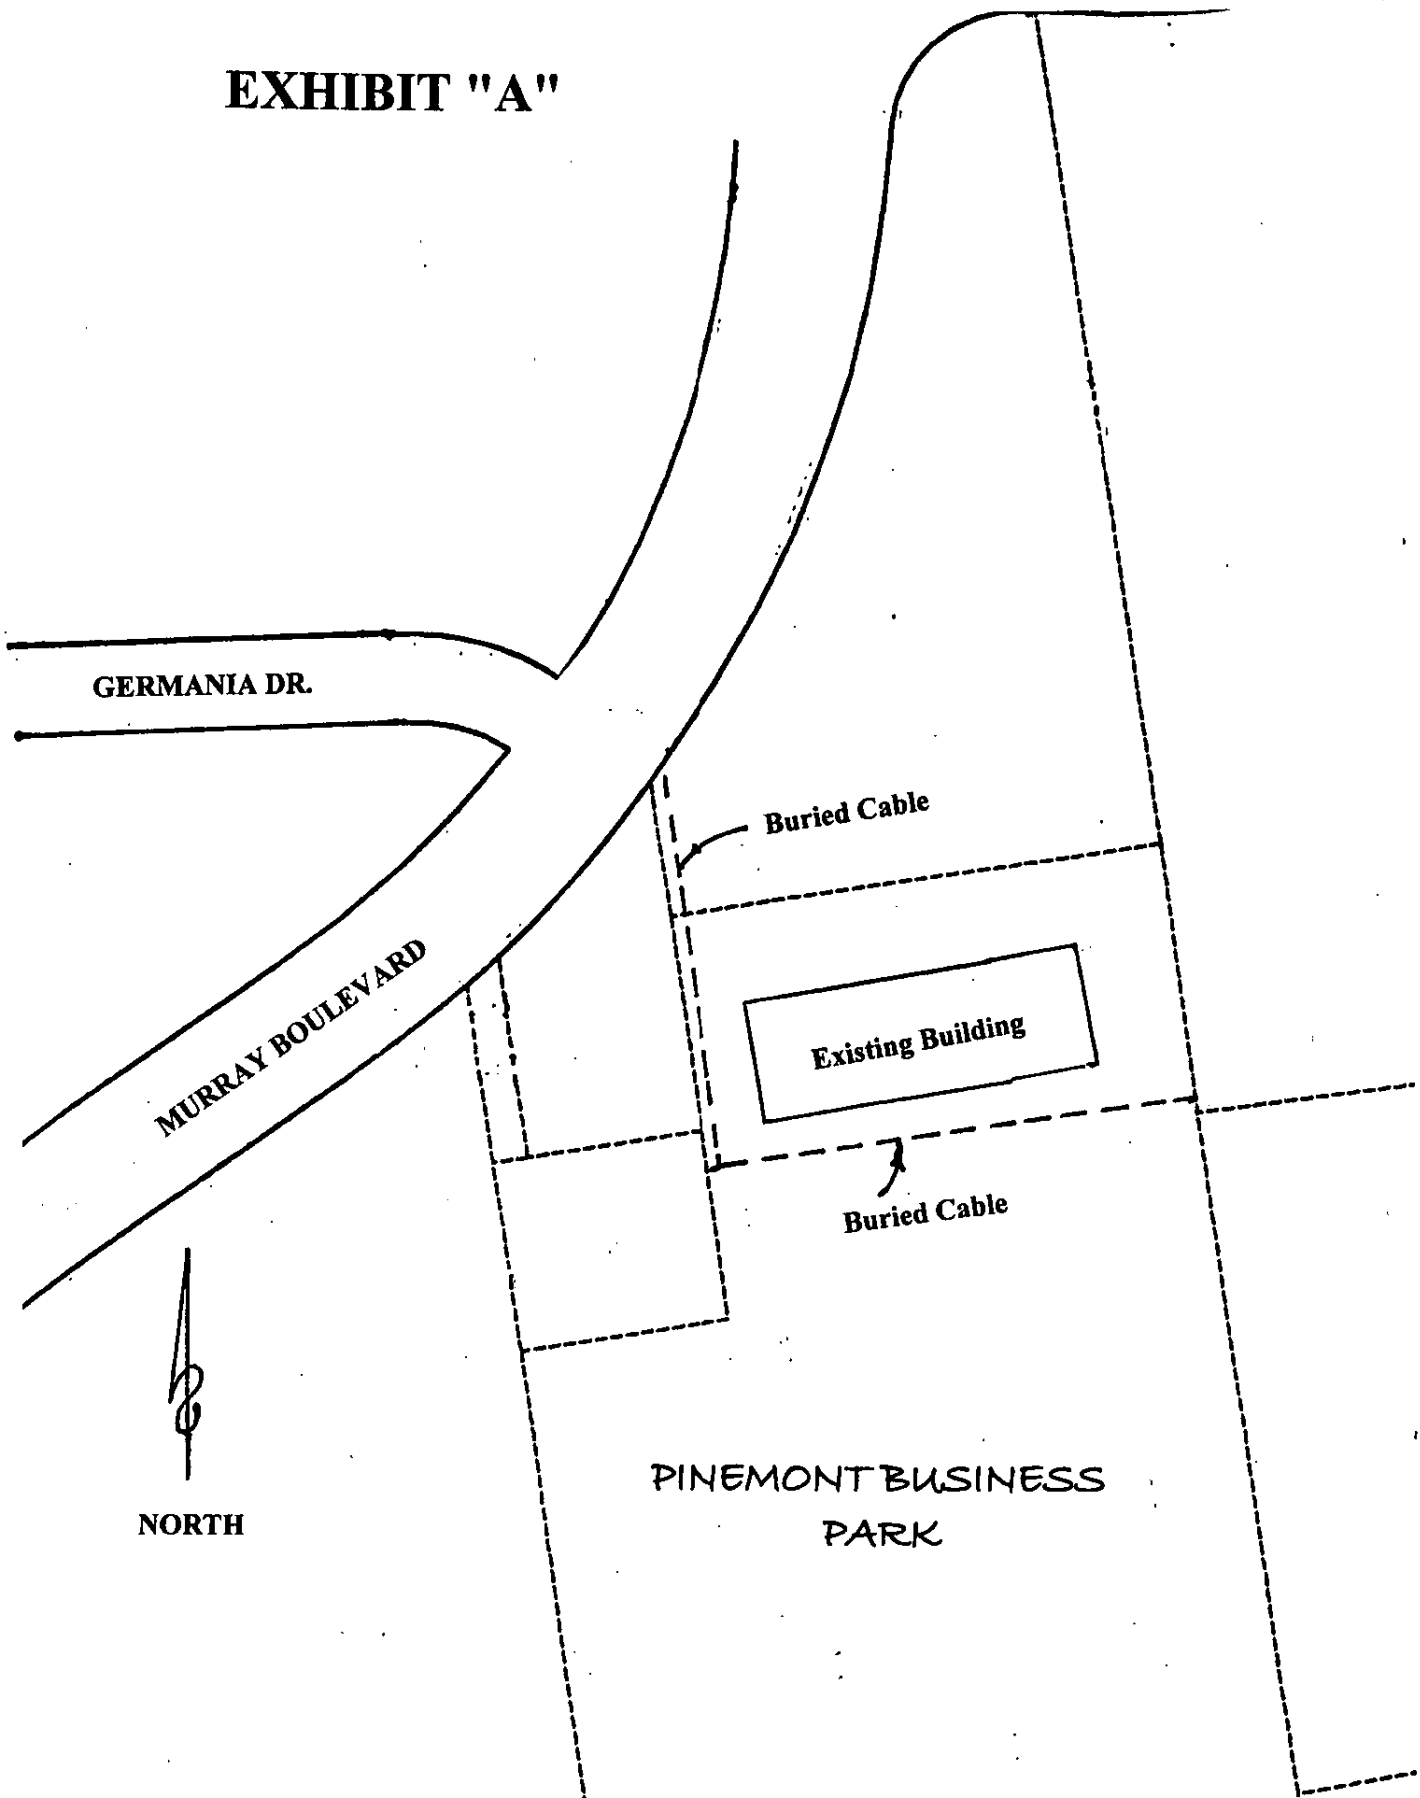 EXHIBIT "A"
GERMANIA DR.
Buried Cable
MURRAY BOULEVARD
Existing Building
Buried Cable
NORTH
PINEMONT BUSINESS
PARK